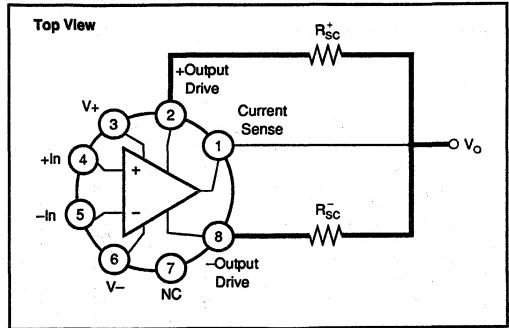 Top View
R+SC
+Output
Drive
V+
2
Current
Sense
3
1
+In
4
+
VO
–In
5
–
R–SC
8
6
7
–Output
Drive
V–
NC